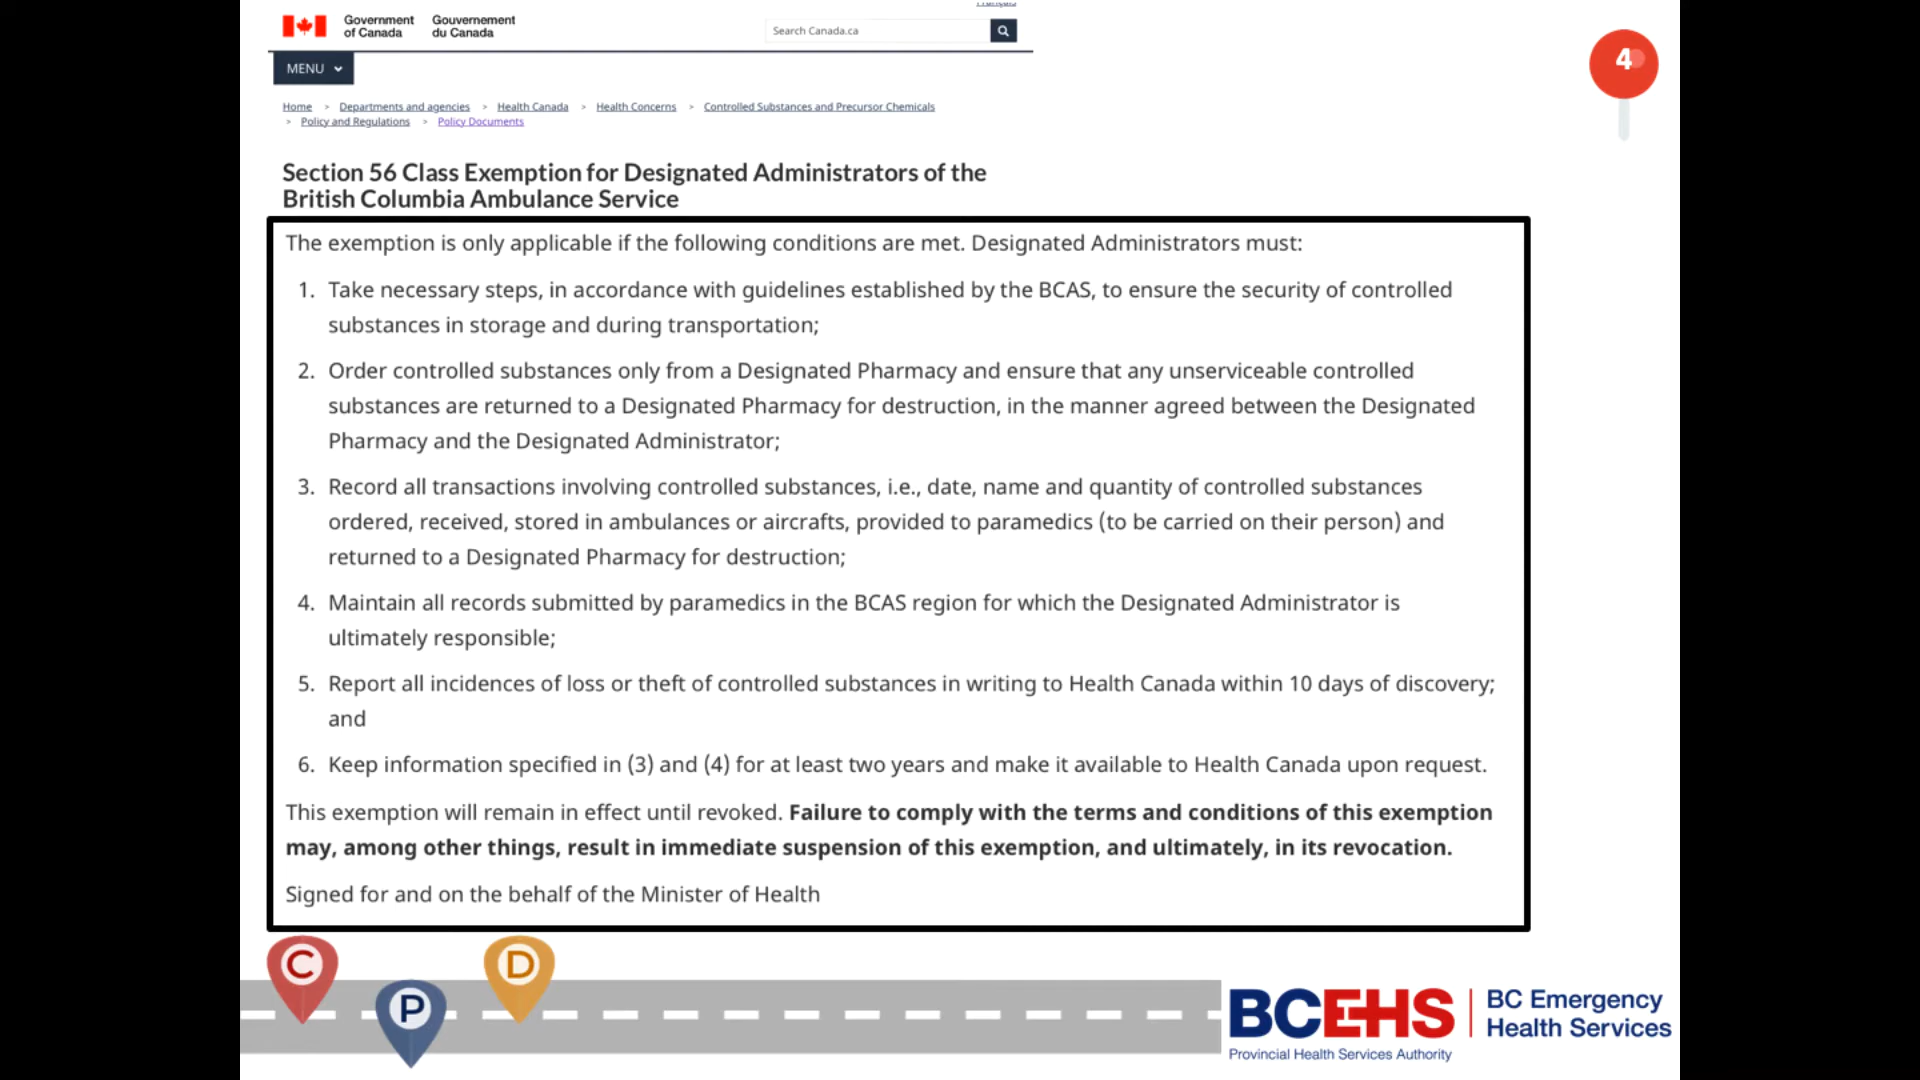 Français
Government of Canada
Gouvernement du Canada
Search Canada.ca
MENU
4
Home > Departments and agencies > Health Canada > Health Concerns > Controlled Substances and Precursor Chemicals
> Policy and Regulations > Policy Documents
Section 56 Class Exemption for Designated Administrators of the
British Columbia Ambulance Service
The exemption is only applicable if the following conditions are met. Designated Administrators must:
1. Take necessary steps, in accordance with guidelines established by the BCAS, to ensure the security of controlled
substances in storage and during transportation;
2. Order controlled substances only from a Designated Pharmacy and ensure that any unserviceable controlled
substances are returned to a Designated Pharmacy for destruction, in the manner agreed between the Designated
Pharmacy and the Designated Administrator;
3. Record all transactions involving controlled substances, i.e., date, name and quantity of controlled substances
ordered, received, stored in ambulances or aircrafts, provided to paramedics (to be carried on their person) and
returned to a Designated Pharmacy for destruction;
4. Maintain all records submitted by paramedics in the BCAS region for which the Designated Administrator is
ultimately responsible;
5. Report all incidences of loss or theft of controlled substances in writing to Health Canada within 10 days of discovery;
and
6. Keep information specified in (3) and (4) for at least two years and make it available to Health Canada upon request.
This exemption will remain in effect until revoked. Failure to comply with the terms and conditions of this exemption
may, among other things, result in immediate suspension of this exemption, and ultimately, in its revocation.
Signed for and on the behalf of the Minister of Health
C
P
D
BCEHS
BC Emergency
Health Services
Provincial Health Services Authority